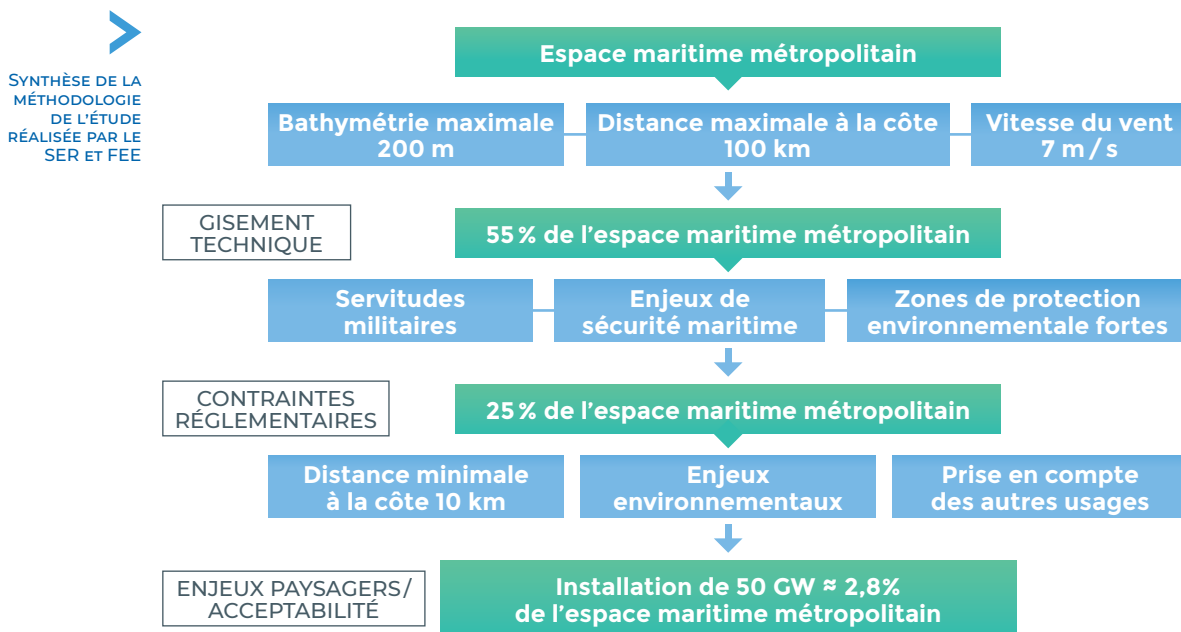 Synthèse de la
méthodologie
de l'étude
réalisée par le
SER et FEE
Espace maritime métropolitain
Bathymétrie maximale
200 m
Distance maximale à la côte
100 km
Vitesse du vent
7 m / s
GISEMENT
TECHNIQUE
55 % de l'espace maritime métropolitain
Servitudes
militaires
Enjeux de
sécurité maritime
Zones de protection
environnementale fortes
CONTRAINTES
RÉGLEMENTAIRES
25 % de l'espace maritime métropolitain
Distance minimale
à la côte 10 km
Enjeux
environnementaux
Prise en compte
des autres usages
ENJEUX PAYSAGERS /
ACCEPTABILITÉ
Installation de 50 GW ≈ 2,8%
de l'espace maritime métropolitain